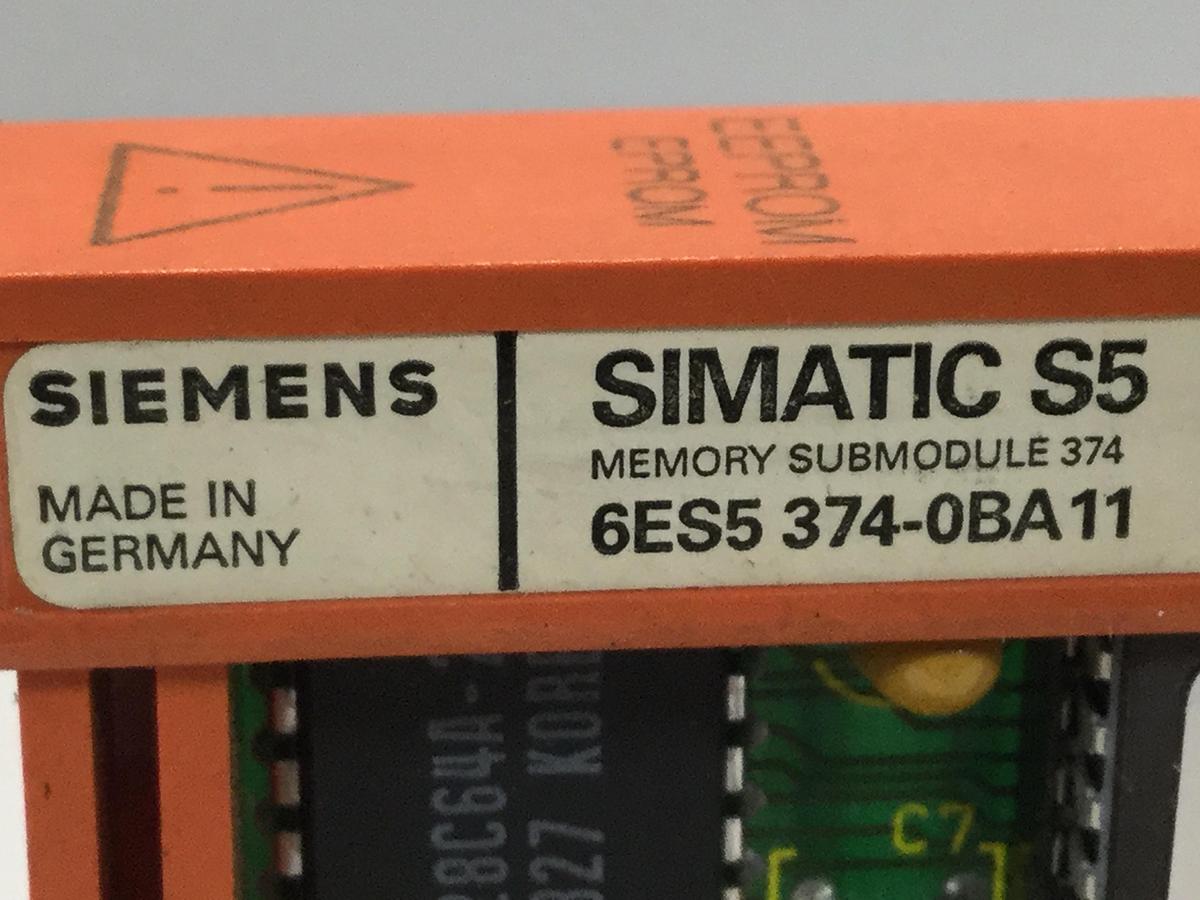 EEPROM
EPROM
SIEMENS
MADE IN
GERMANY
SIMATIC S5
MEMORY SUBMODULE 374
6ES5 374-0BA11
C7